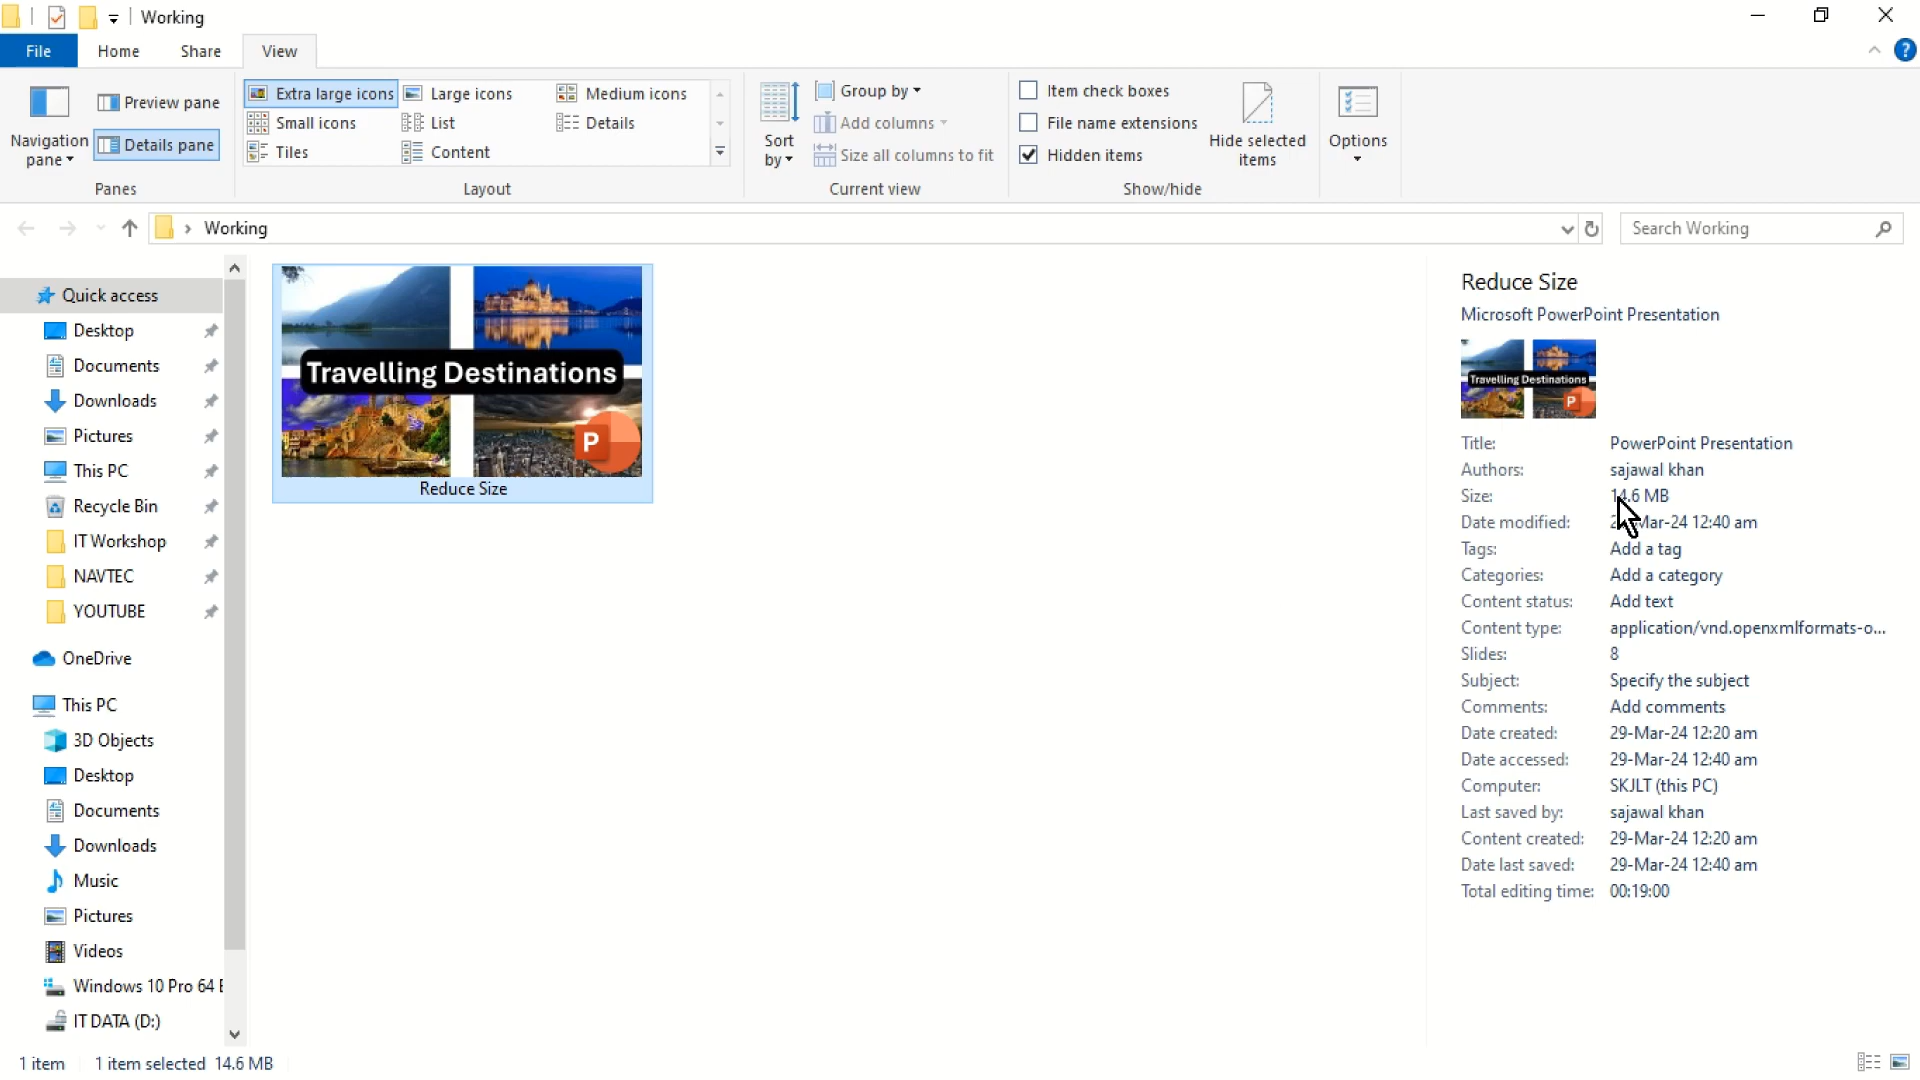 Working
File Home Share View
Navigation pane
Preview pane
Details pane
Panes
Extra large icons Large icons Medium icons
Small icons List Details
Tiles Content
Layout
Sort by
Group by
Add columns
Size all columns to fit
Current view
Item check boxes
File name extensions
Hidden items
Hide selected items
Show/hide
Options
Working
Search Working
Quick access
Desktop
Documents
Downloads
Pictures
This PC
Recycle Bin
IT Workshop
NAVTEC
YOUTUBE
OneDrive
This PC
3D Objects
Desktop
Documents
Downloads
Music
Pictures
Videos
Windows 10 Pro 64
IT DATA (D:)
Travelling Destinations
P
Reduce Size
Reduce Size
Microsoft PowerPoint Presentation
Travelling Destinations
P
Title: PowerPoint Presentation
Authors: sajawal khan
Size: 14.6 MB
Date modified: Mar-24 12:40 am
Tags: Add a tag
Categories: Add a category
Content status: Add text
Content type: application/vnd.openxmlformats-o...
Slides: 8
Subject: Specify the subject
Comments: Add comments
Date created: 29-Mar-24 12:20 am
Date accessed: 29-Mar-24 12:40 am
Computer: SKJLT (this PC)
Last saved by: sajawal khan
Content created: 29-Mar-24 12:20 am
Date last saved: 29-Mar-24 12:40 am
Total editing time: 00:19:00
1 item 1 item selected 14.6 MB